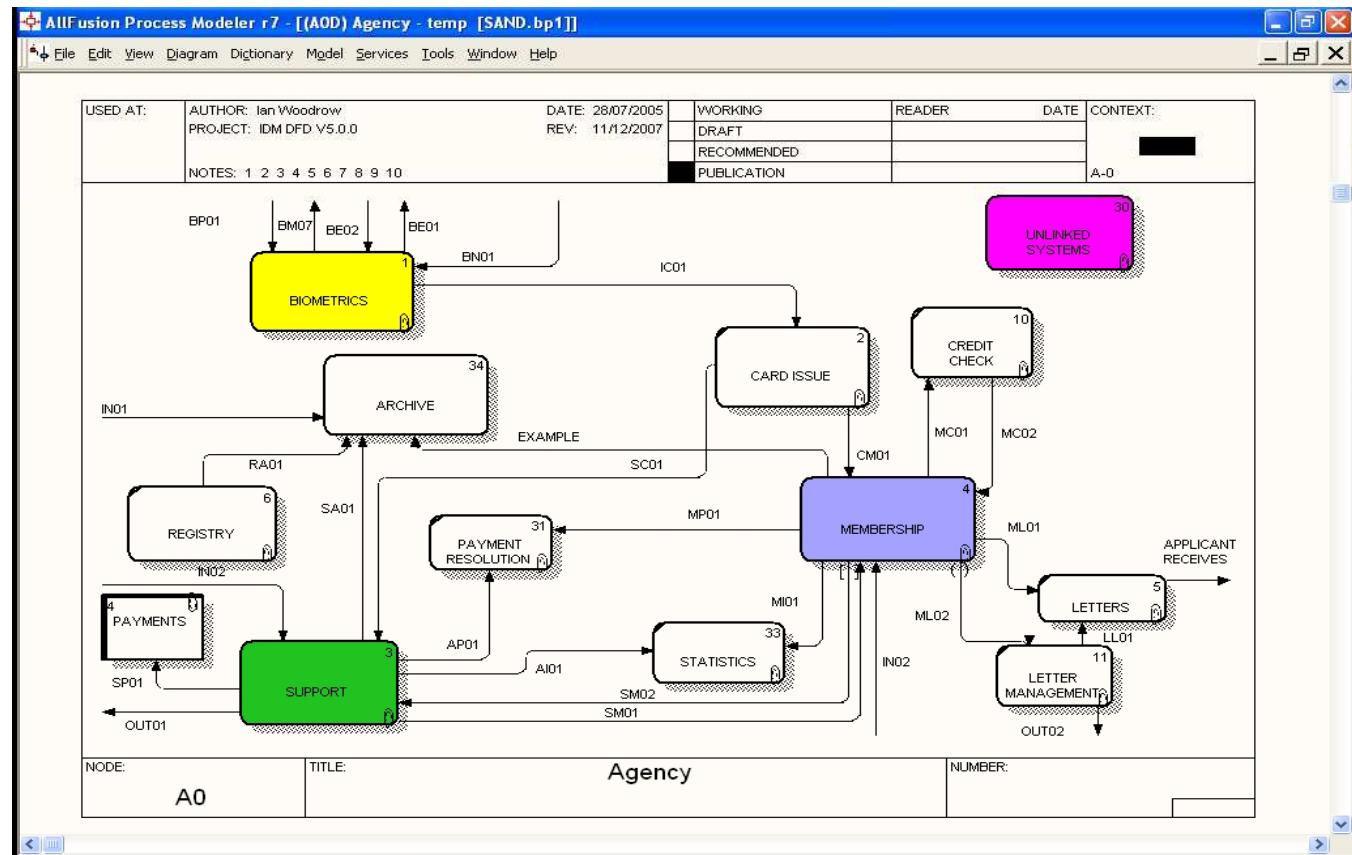 AllFusion Process Modeler r7 - [(A0D) Agency - temp [SAND.bp1]]
File Edit View Diagram Dictionary Model Services Tools Window Help
USED AT:
AUTHOR: Ian Woodrow
DATE: 28/07/2005
PROJECT: IDM DFD V5.0.0
REV: 11/12/2007
NOTES: 1 2 3 4 5 6 7 8 9 10
WORKING
DRAFT
RECOMMENDED
PUBLICATION
READER DATE
CONTEXT:
A-0
BP01
BM07
BE02
BE01
BN01
IC01
1
BIOMETRICS
30
UNLINKED
SYSTEMS
2
CARD ISSUE
10
CREDIT
CHECK
34
ARCHIVE
IN01
EXAMPLE
RA01
SC01
CM01
MC01
MC02
6
REGISTRY
SA01
31
PAYMENT
RESOLUTION
MP01
4
MEMBERSHIP
ML01
APPLICANT
RECEIVES
IN02
4
PAYMENTS
5
LETTERS
MI01
ML02
LL01
3
SUPPORT
AP01
AI01
33
STATISTICS
IN02
11
LETTER
MANAGEMENT
SP01
SM02
SM01
OUT01
OUT02
NODE:
A0
TITLE:
Agency
NUMBER: